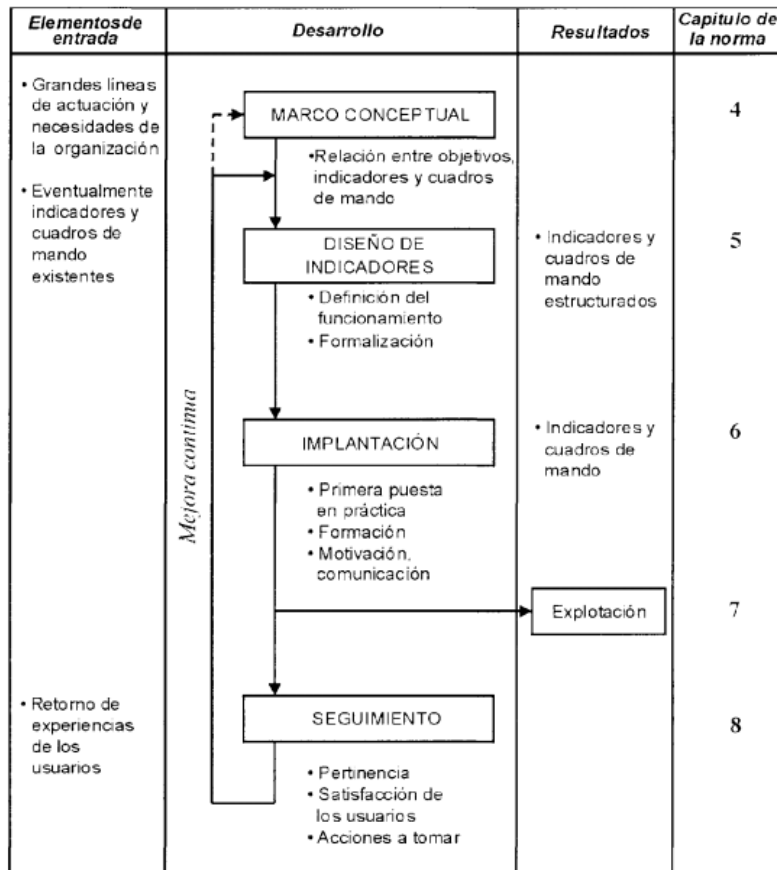 Elementos de
entrada
Desarrollo
Resultados
Capitulo de
la norma
• Grandes lineas
de actuación y
necesidades de
la organización
• Eventualmente
indicadores y
cuadros de
mando
existentes
MARCO CONCEPTUAL
•Relación entre objetivos,
indicadores y cuadros
de mando
4
DISEÑO DE
INDICADORES
• Definición del
funcionamiento
• Formalización
• Indicadores y
cuadros de
mando
estructurados
5
Mejora continua
IMPLANTACIÓN
• Primera puesta
en práctica
• Formación
• Motivación,
comunicación
• Indicadores y
cuadros de
mando
6
Explotación
7
• Retorno de
experiencias
de los
usuarios
SEGUIMIENTO
• Pertinencia
• Satisfacción de
los usuarios
• Acciones a tomar
8